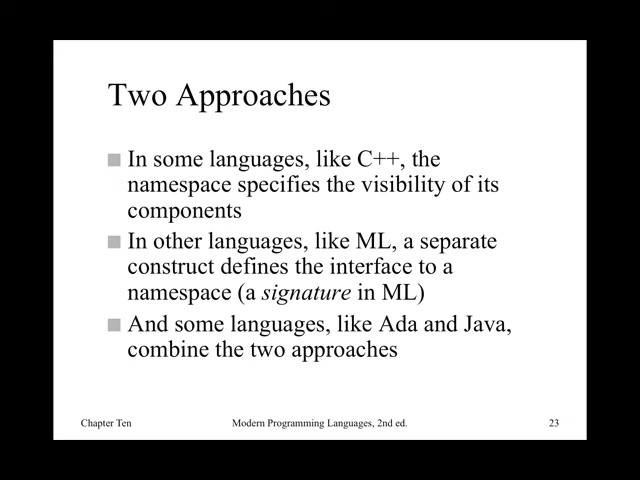 Two Approaches
In some languages, like C++, the
namespace specifies the visibility of its
components
In other languages, like ML, a separate
construct defines the interface to a
namespace (a signature in ML)
And some languages, like Ada and Java,
combine the two approaches
Chapter Ten
Modern Programming Languages, 2nd ed.
23